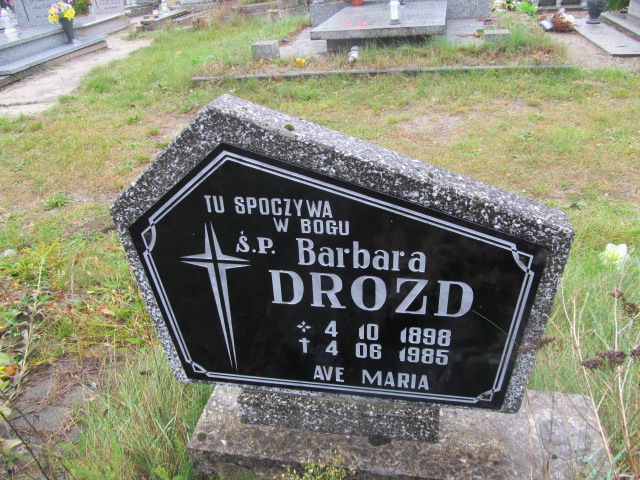 TU SPOCZYWA
W BOGU
Ś.P. Barbara
DROZD
4 10 1898
† 4 06 1985
AVE MARIA